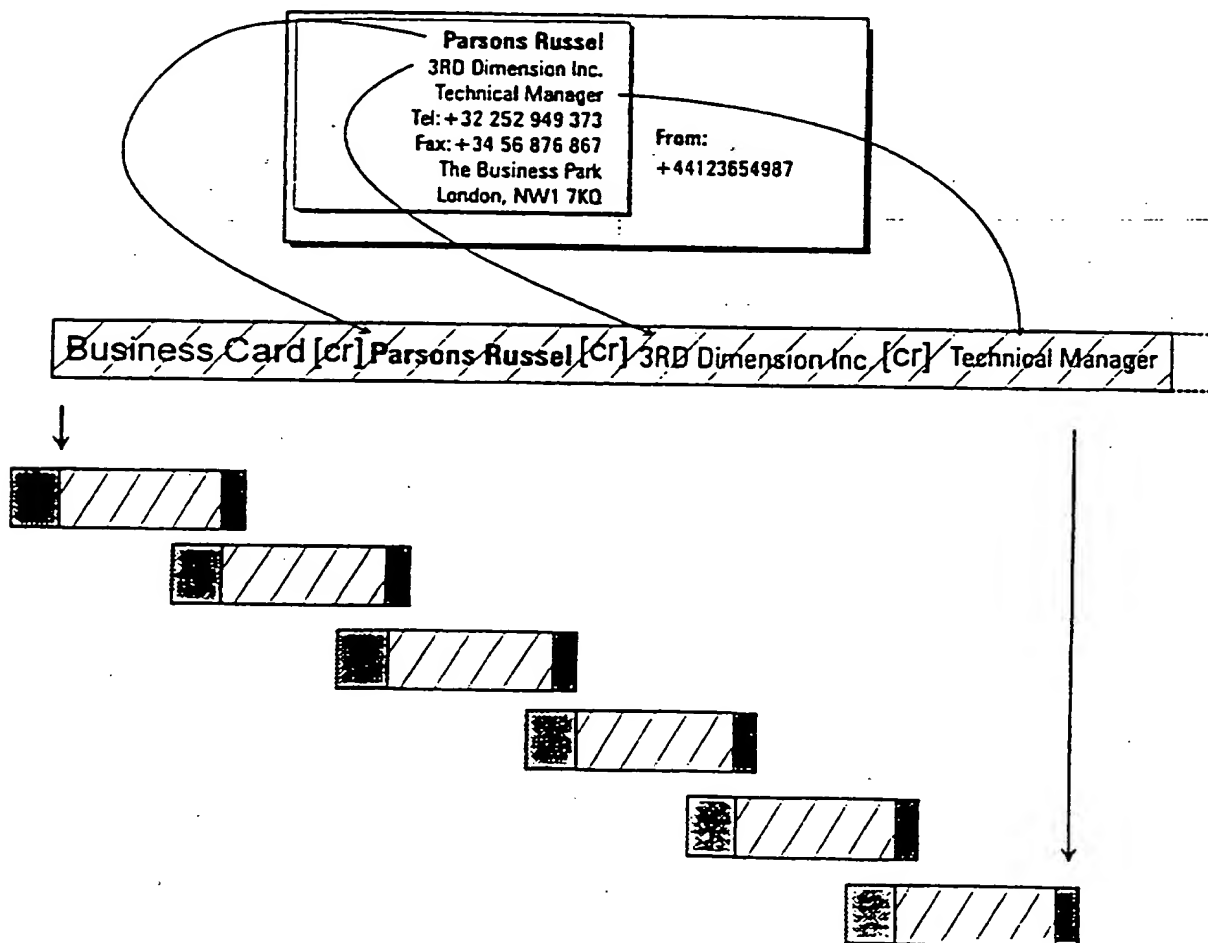 Parsons Russel
3RD Dimension Inc.
Technical Manager
Tel: +32 252 949 373
Fax: +34 56 876 867
The Business Park
London, NW1 7KQ
From:
+44123654987
Business Card [cr] Parsons Russel [cr] 3RD Dimension Inc. [cr] Technical Manager